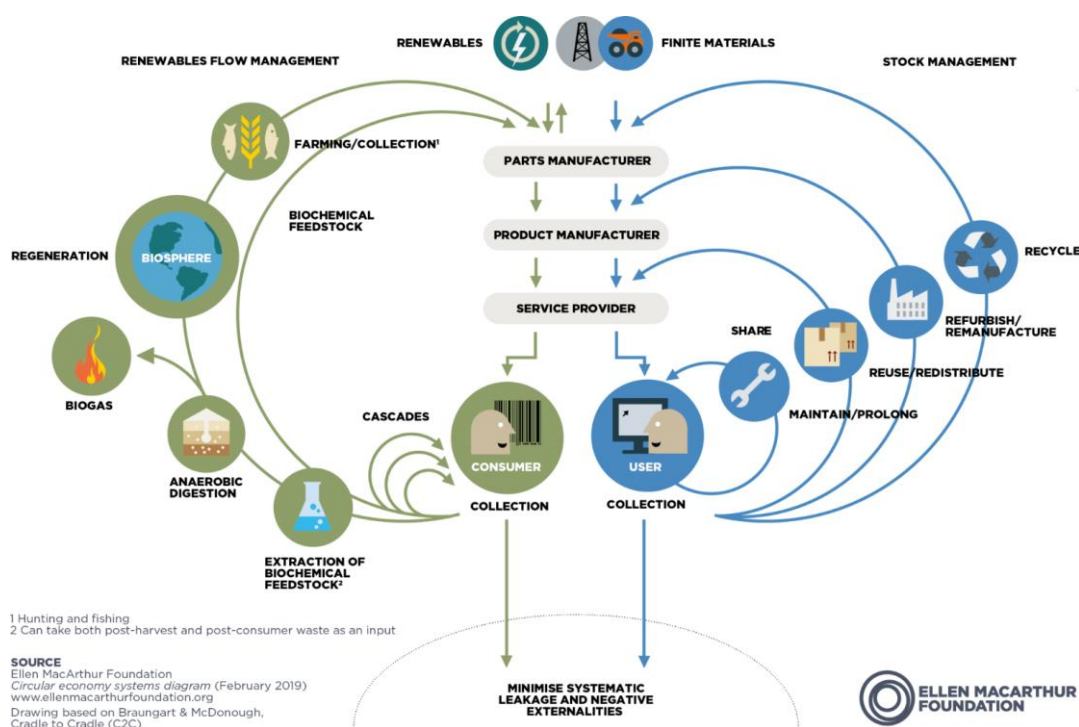 RENEWABLES
FINITE MATERIALS
RENEWABLES FLOW MANAGEMENT
STOCK MANAGEMENT
FARMING/COLLECTION¹
PARTS MANUFACTURER
BIOCHEMICAL
FEEDSTOCK
PRODUCT MANUFACTURER
REGENERATION
BIOSPHERE
RECYCLE
SERVICE PROVIDER
SHARE
REFURBISH/
REMANUFACTURE
REUSE/REDISTRIBUTE
BIOGAS
CASCADES
MAINTAIN/PROLONG
CONSUMER
USER
ANAEROBIC
DIGESTION
COLLECTION
COLLECTION
EXTRACTION OF
BIOCHEMICAL
FEEDSTOCK²
1 Hunting and fishing
2 Can take both post-harvest and post-consumer waste as an input
SOURCE
Ellen MacArthur Foundation
Circular economy systems diagram (February 2019)
www.ellenmacarthurfoundation.org
Drawing based on Braungart & McDonough,
Cradle to Cradle (C2C)
MINIMISE SYSTEMATIC
LEAKAGE AND NEGATIVE
EXTERNALITIES
ELLEN MACARTHUR
FOUNDATION